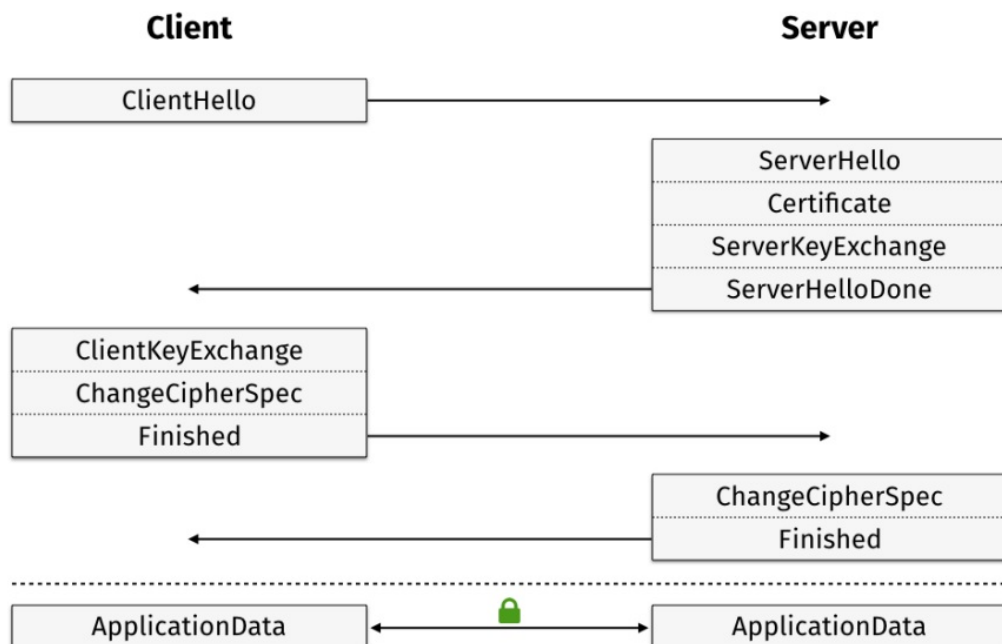 Client
Server
ClientHello
ServerHello
Certificate
ServerKeyExchange
ServerHelloDone
ClientKeyExchange
ChangeCipherSpec
Finished
ChangeCipherSpec
Finished
ApplicationData
ApplicationData